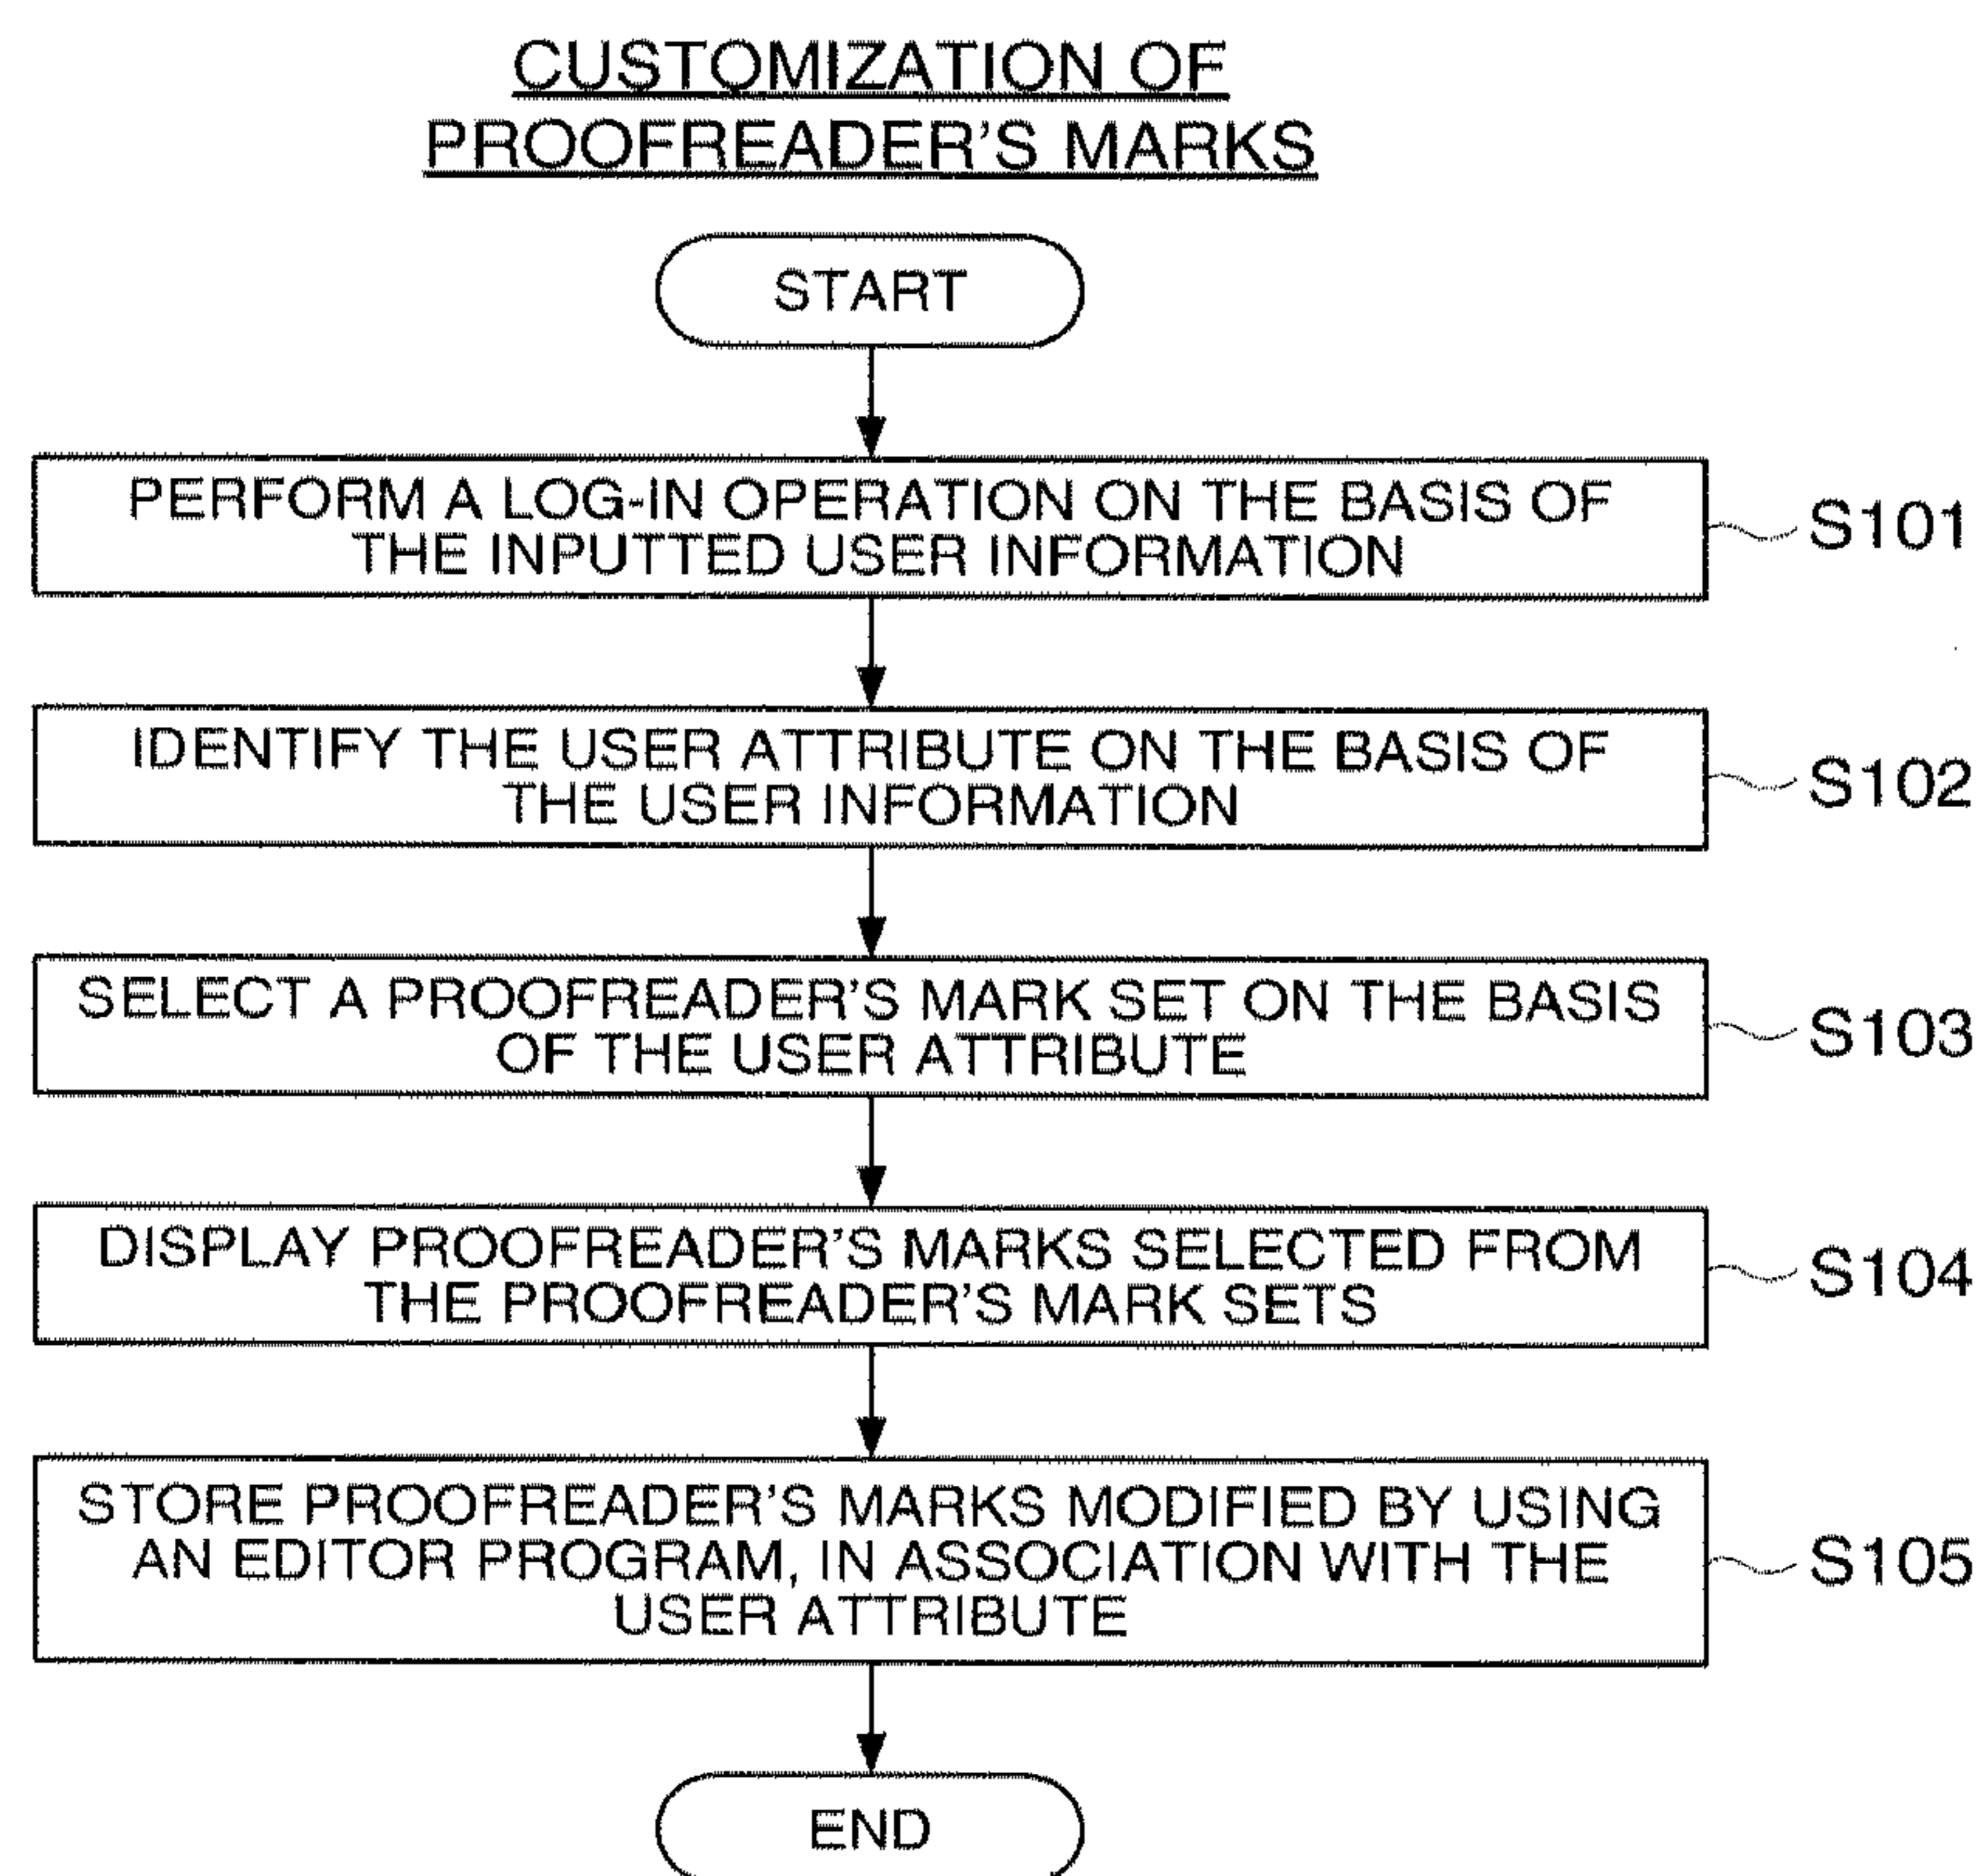 CUSTOMIZATION OF
PROOFREADER'S MARKS
START
PERFORM A LOG-IN OPERATION ON THE BASIS OF
THE INPUTTED USER INFORMATION
S101
IDENTIFY THE USER ATTRIBUTE ON THE BASIS OF
THE USER INFORMATION
S102
SELECT A PROOFREADER'S MARK SET ON THE BASIS
OF THE USER ATTRIBUTE
S103
DISPLAY PROOFREADER'S MARKS SELECTED FROM
THE PROOFREADER'S MARK SETS
S104
STORE PROOFREADER'S MARKS MODIFIED BY USING
AN EDITOR PROGRAM, IN ASSOCIATION WITH THE
USER ATTRIBUTE
S105
END